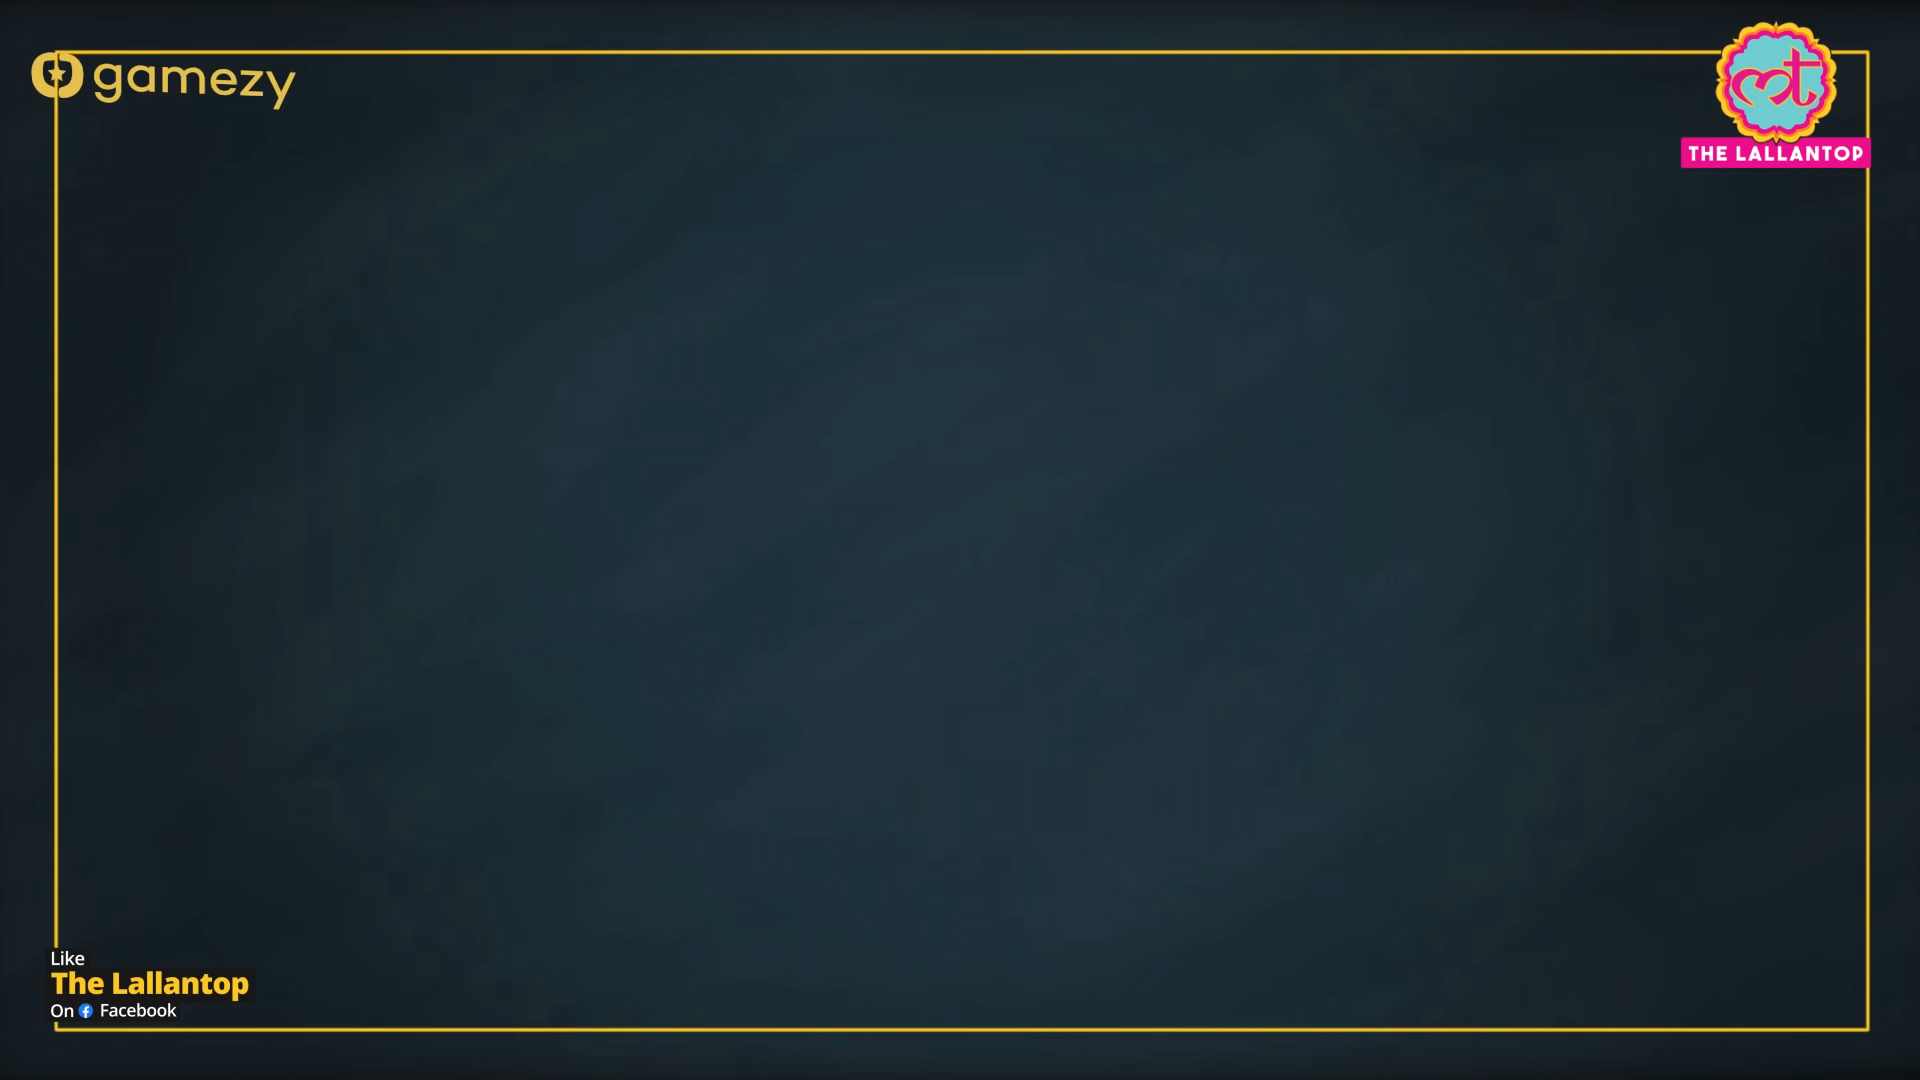 gamezy
THE LALLANTOP
Like
The Lallantop
On Facebook